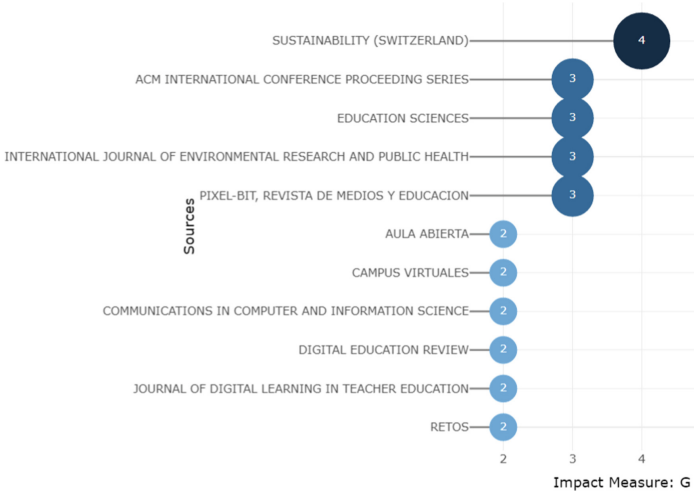 SUSTAINABILITY (SWITZERLAND) 4
ACM INTERNATIONAL CONFERENCE PROCEEDING SERIES 3
EDUCATION SCIENCES 3
INTERNATIONAL JOURNAL OF ENVIRONMENTAL RESEARCH AND PUBLIC HEALTH 3
PIXEL-BIT, REVISTA DE MEDIOS Y EDUCACION 3
Sources
AULA ABIERTA 2
CAMPUS VIRTUALES 2
COMMUNICATIONS IN COMPUTER AND INFORMATION SCIENCE 2
DIGITAL EDUCATION REVIEW 2
JOURNAL OF DIGITAL LEARNING IN TEACHER EDUCATION 2
RETOS 2
2 3 4
Impact Measure: G